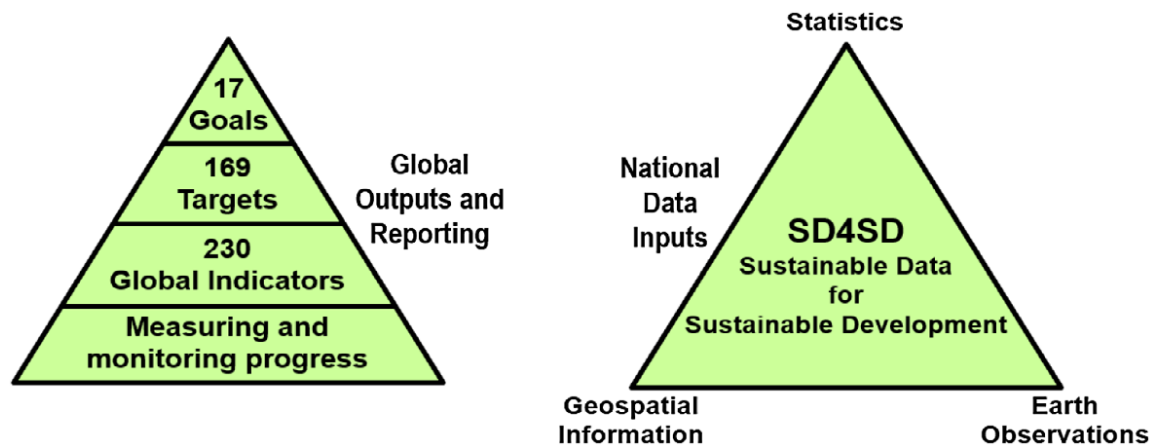 17
Goals
169
Targets
230
Global Indicators
Measuring and
monitoring progress
Global
Outputs and
Reporting
Statistics
National
Data
Inputs
SD4SD
Sustainable Data
for
Sustainable Development
Geospatial
Information
Earth
Observations